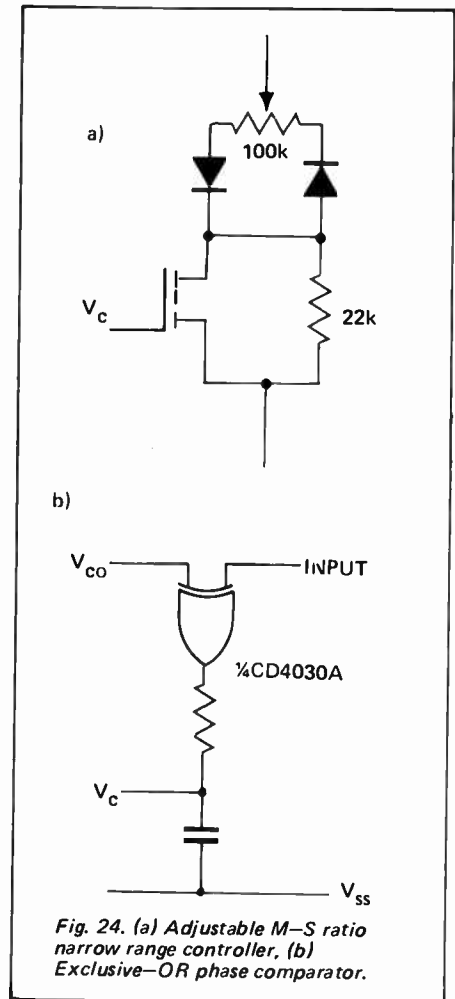 a)
100k
V_C
22k
b)
V_CO
INPUT
¼CD4030A
V_C
V_SS
Fig. 24. (a) Adjustable M–S ratio
narrow range controller, (b)
Exclusive–OR phase comparator.